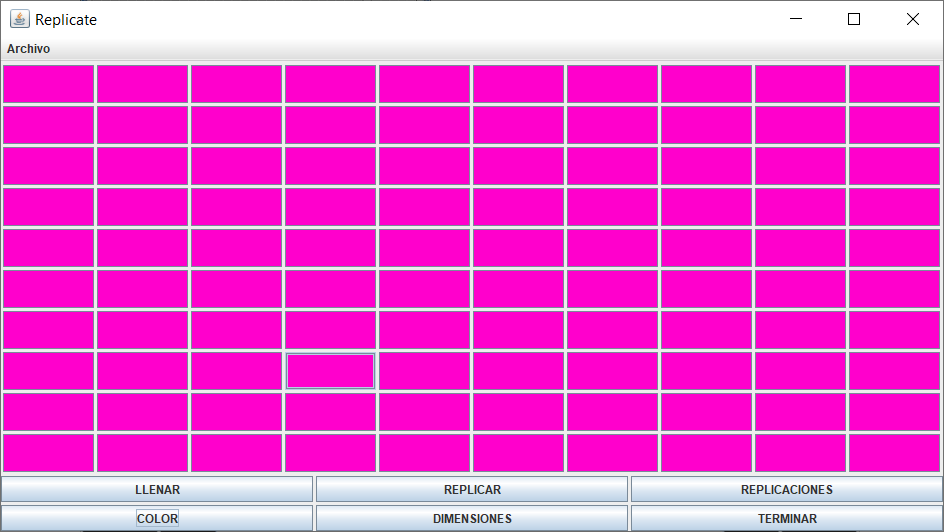 Replicate
Archivo
LLENAR REPLICAR REPLICACIONES
COLOR DIMENSIONES TERMINAR